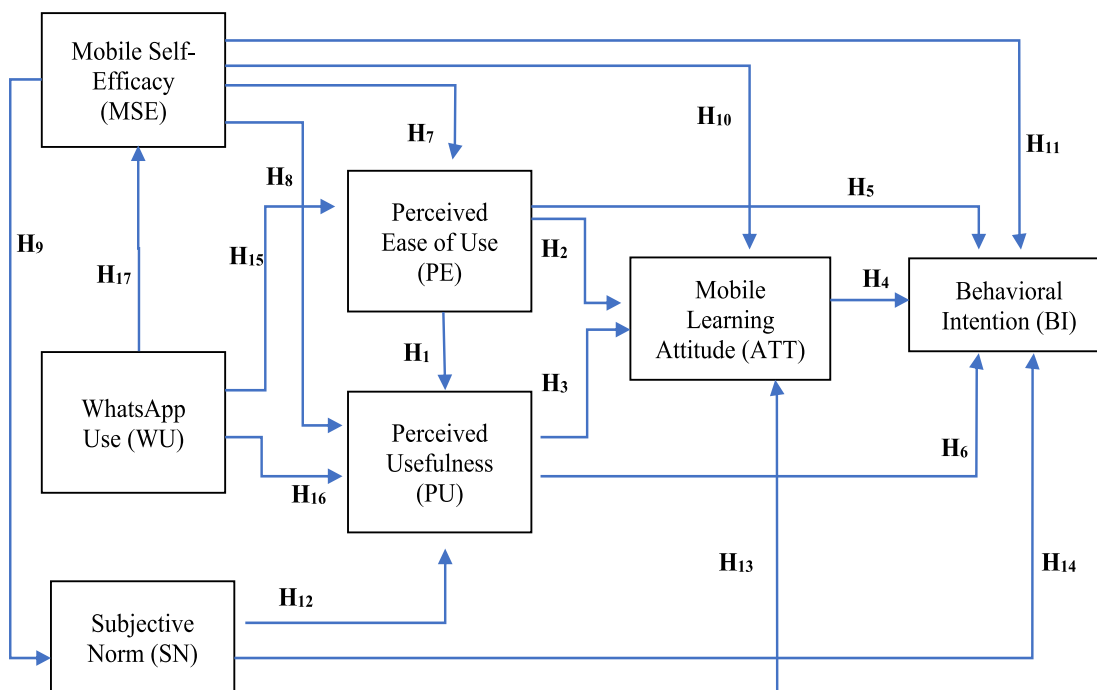 Mobile Self-
Efficacy
(MSE)
H10
H7
H11
H8
H5
Perceived
Ease of Use
(PE)
H9
H15
H2
H17
Mobile
Learning
Attitude (ATT)
H4
Behavioral
Intention (BI)
H1
H3
WhatsApp
Use (WU)
Perceived
Usefulness
(PU)
H6
H16
H13
H14
H12
Subjective
Norm (SN)